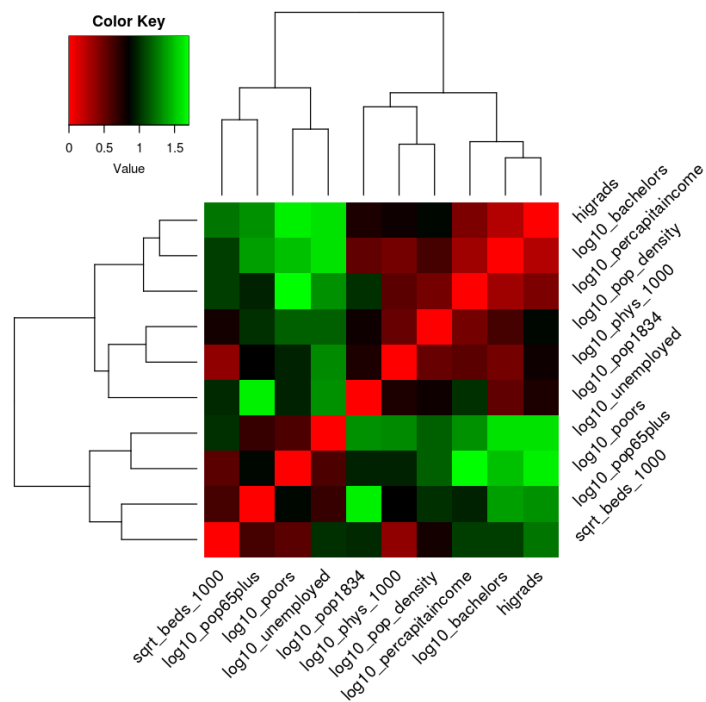 Color Key
0 0.5 1 1.5
Value
higrads
log10_bachelors
log10_percapitaincome
log10_pop_density
log10_phys_1000
log10_pop1834
log10_unemployed
log10_poors
log10_pop65plus
sqrt_beds_1000
sqrt_beds_1000
log10_pop65plus
log10_poors
log10_unemployed
log10_pop1834
log10_phys_1000
log10_pop_density
log10_percapitaincome
log10_bachelors
higrads